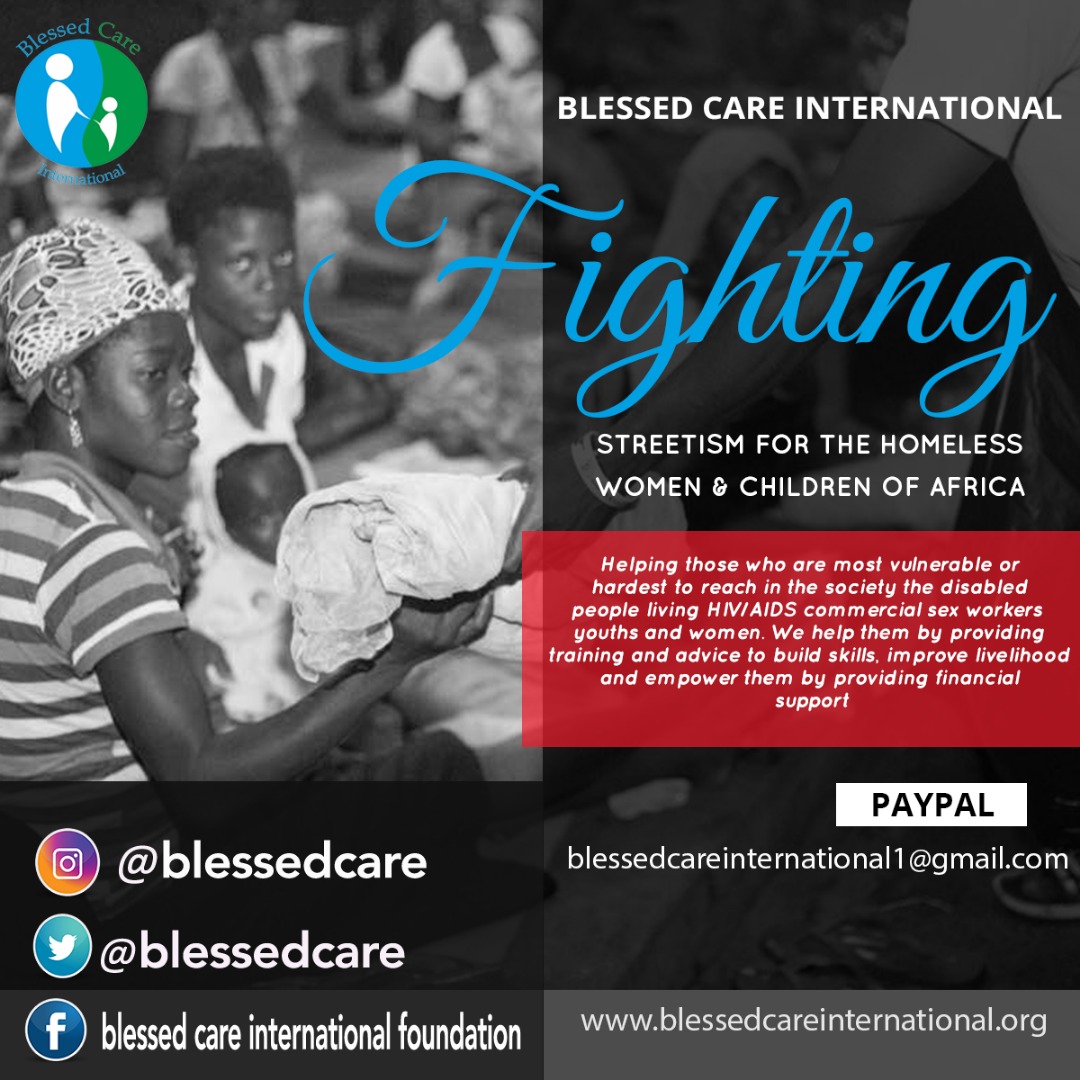 Blessed Care
International
BLESSED CARE INTERNATIONAL
Fighting
STREETISM FOR THE HOMELESS
WOMEN & CHILDREN OF AFRICA
Helping those who are most vulnerable or
hardest to reach in the society the disabled
people living HIV/AIDS commercial sex workers
youths and women. We help them by providing
training and advice to build skills, improve livelihood
and empower them by providing financial
support
PAYPAL
blessedcareinternational1@gmail.com
@blessedcare
@blessedcare
blessed care international foundation
www.blessedcareinternational.org